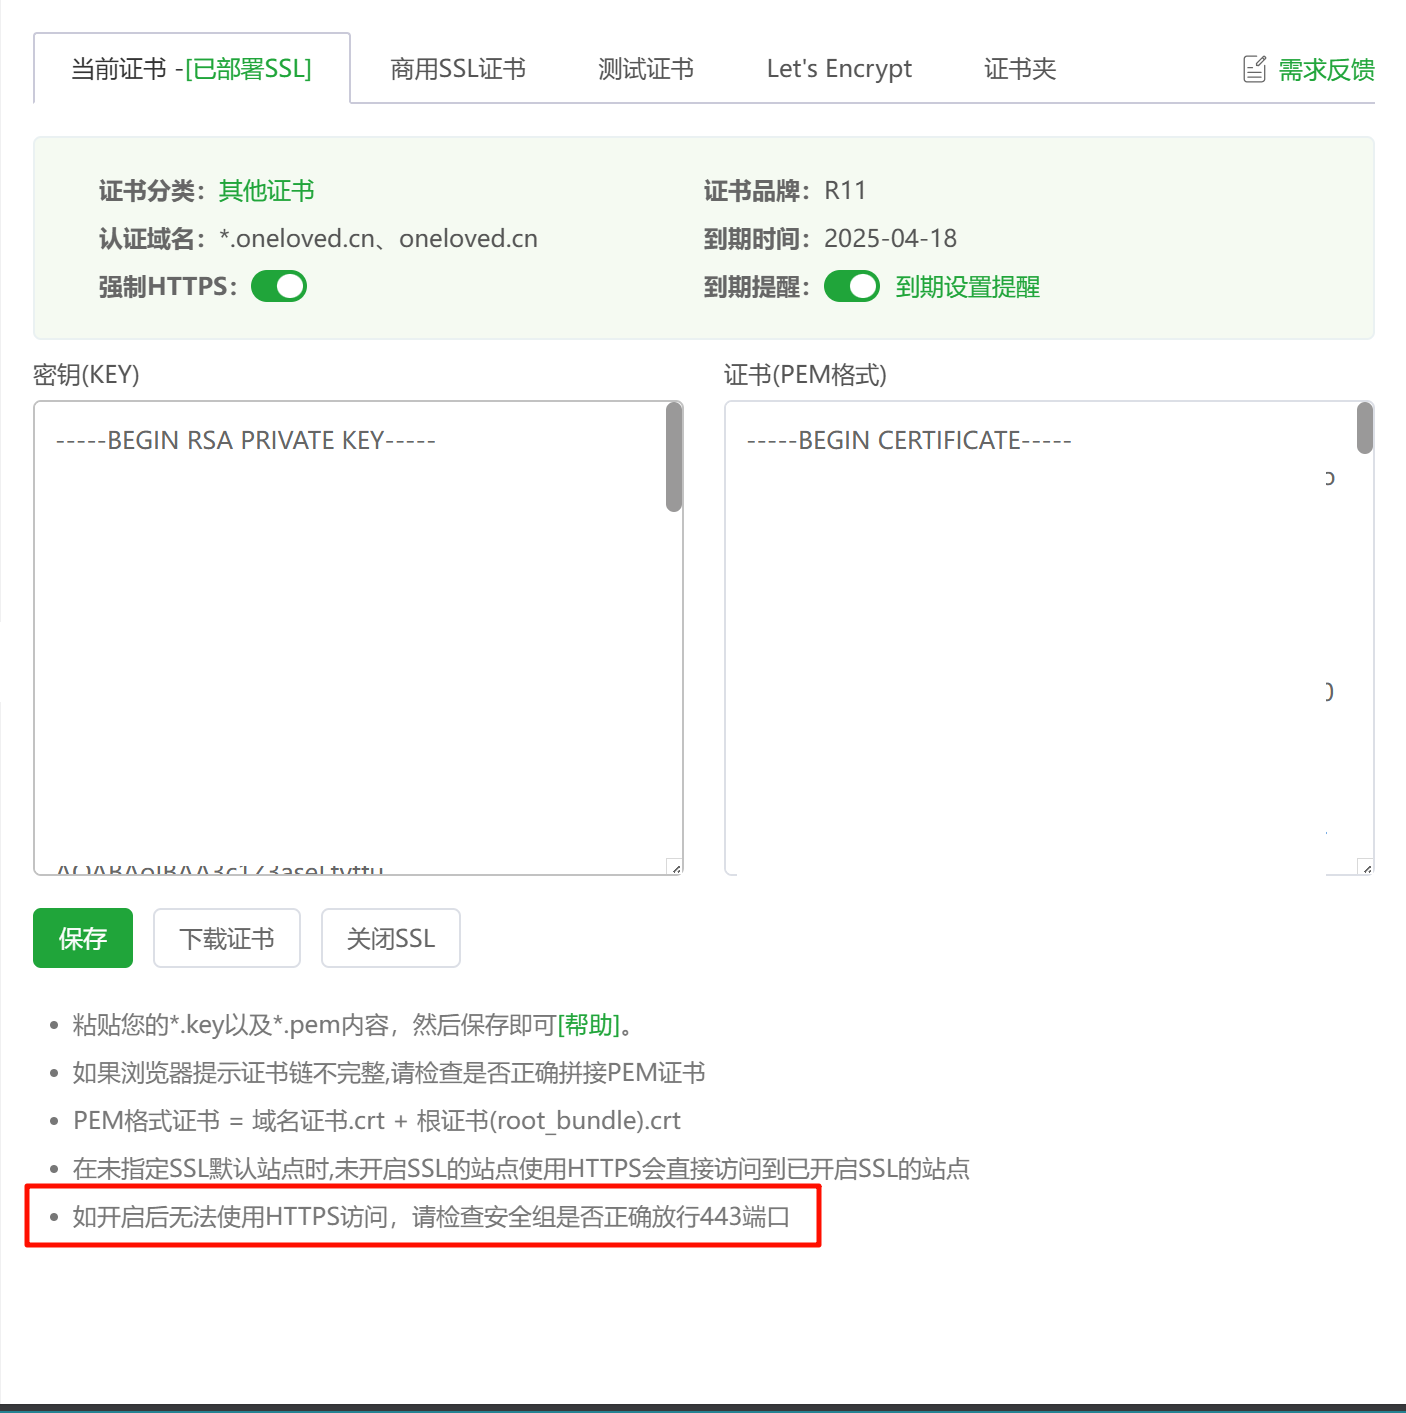 当前证书 -[已部署SSL]
商用SSL证书
测试证书
Let's Encrypt
证书夹
需求反馈
证书分类：其他证书
证书品牌：R11
认证域名：*.oneloved.cn、oneloved.cn
到期时间：2025-04-18
强制HTTPS：
到期提醒：
到期设置提醒
密钥(KEY)
证书(PEM格式)
-----BEGIN RSA PRIVATE KEY-----
-----BEGIN CERTIFICATE-----
保存
下载证书
关闭SSL
粘贴您的*.key以及*.pem内容，然后保存即可[帮助]。
如果浏览器提示证书链不完整,请检查是否正确拼接PEM证书
PEM格式证书 = 域名证书.crt + 根证书(root_bundle).crt
在未指定SSL默认站点时,未开启SSL的站点使用HTTPS会直接访问到已开启SSL的站点
如开启后无法使用HTTPS访问，请检查安全组是否正确放行443端口